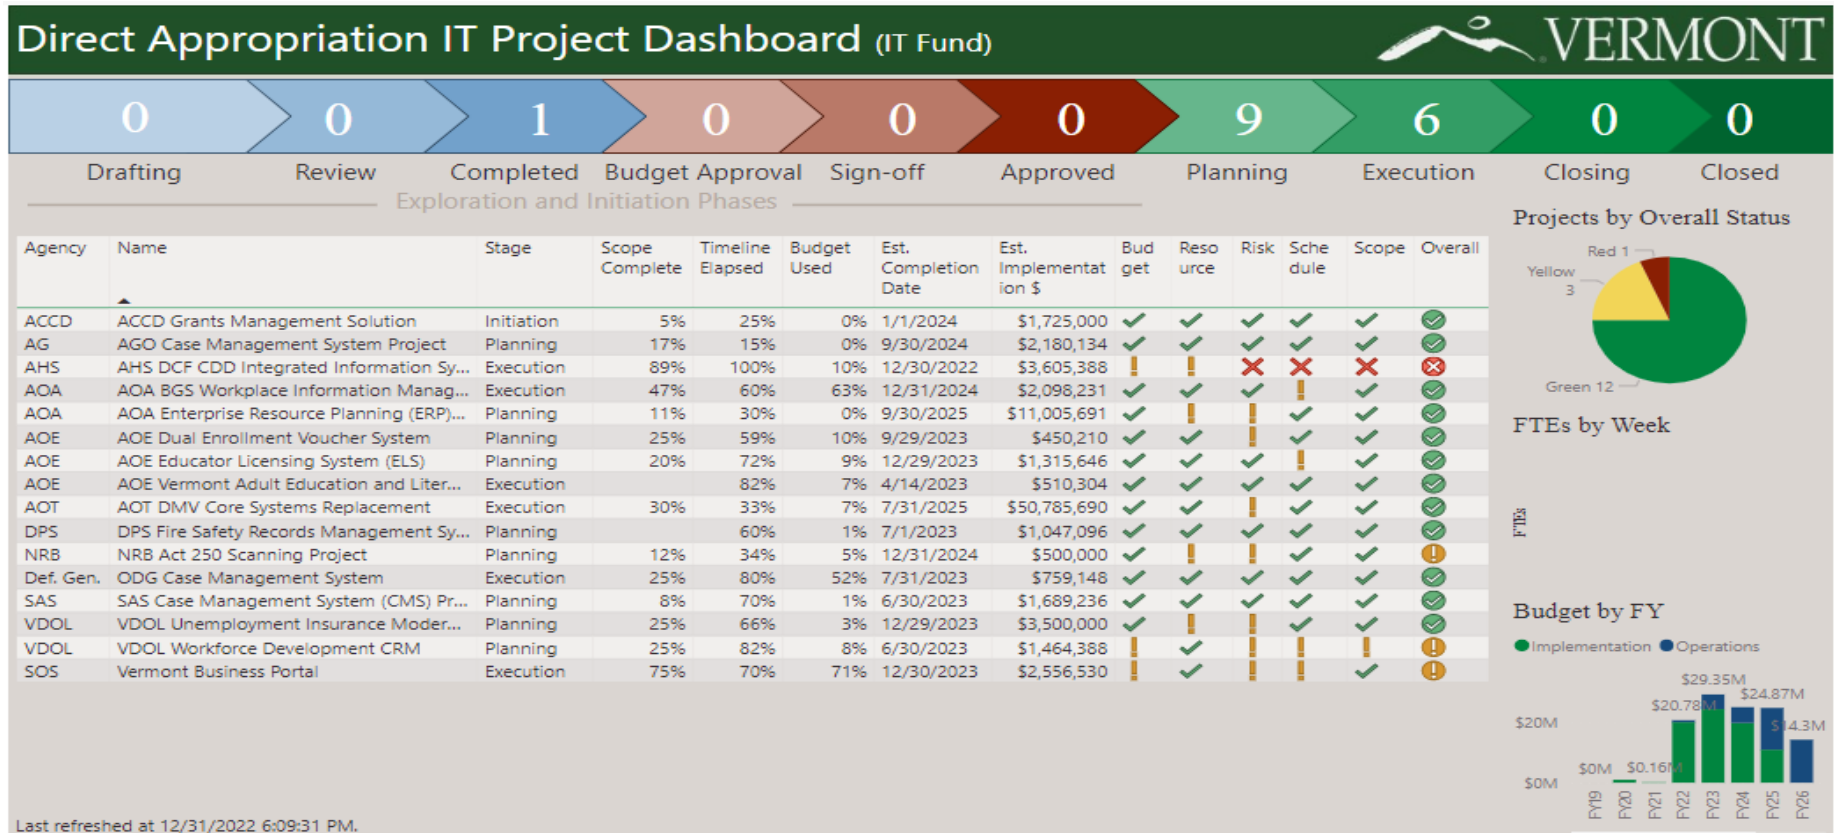 Direct Appropriation IT Project Dashboard (IT Fund)
VERMONT
0 0 1 0 0 0 9 6 0 0
Drafting Review Completed Budget Approval Sign-off Approved Planning Execution Closing Closed
Exploration and Initiation Phases
Agency Name Stage Scope Complete Timeline Elapsed Budget Used Est. Completion Date Est. Implementation $ Budget Resource Risk Schedule Scope Overall
ACCD ACCD Grants Management Solution Initiation 5% 25% 0% 1/1/2024 $1,725,000
AG AGO Case Management System Project Planning 17% 15% 0% 9/30/2024 $2,180,134
AHS AHS DCF CDD Integrated Information Sy... Execution 89% 100% 10% 12/30/2022 $3,605,388
AOA AOA BGS Workplace Information Manag... Execution 47% 60% 63% 12/31/2024 $2,098,231
AOA AOA Enterprise Resource Planning (ERP)... Planning 11% 30% 0% 9/30/2025 $11,005,691
AOE AOE Dual Enrollment Voucher System Planning 25% 59% 10% 9/29/2023 $450,210
AOE AOE Educator Licensing System (ELS) Planning 20% 72% 9% 12/29/2023 $1,315,646
AOE AOE Vermont Adult Education and Liter... Execution 82% 7% 4/14/2023 $510,304
AOT AOT DMV Core Systems Replacement Execution 30% 33% 7% 7/31/2025 $50,785,690
DPS DPS Fire Safety Records Management Sy... Planning 60% 1% 7/1/2023 $1,047,096
NRB NRB Act 250 Scanning Project Planning 12% 34% 5% 12/31/2024 $500,000
Def. Gen. ODG Case Management System Execution 25% 80% 52% 7/31/2023 $759,148
SAS SAS Case Management System (CMS) Pr... Planning 8% 70% 1% 6/30/2023 $1,689,236
VDOL VDOL Unemployment Insurance Moder... Planning 25% 66% 3% 12/29/2023 $3,500,000
VDOL VDOL Workforce Development CRM Planning 25% 82% 8% 6/30/2023 $1,464,388
SOS Vermont Business Portal Execution 75% 70% 71% 12/30/2023 $2,556,530
Last refreshed at 12/31/2022 6:09:31 PM.
Projects by Overall Status
Red 1
Yellow
3
Green 12
FTEs by Week
FTEs
Budget by FY
Implementation Operations
$29.35M
$24.87M
$20.78M
$14.3M
$20M
$0M $0.16M
$0M
FY19 FY20 FY21 FY22 FY23 FY24 FY25 FY26